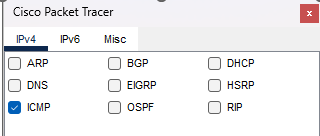 Cisco Packet Tracer
IPv4 IPv6 Misc
ARP BGP DHCP
DNS EIGRP HSRP
ICMP OSPF RIP